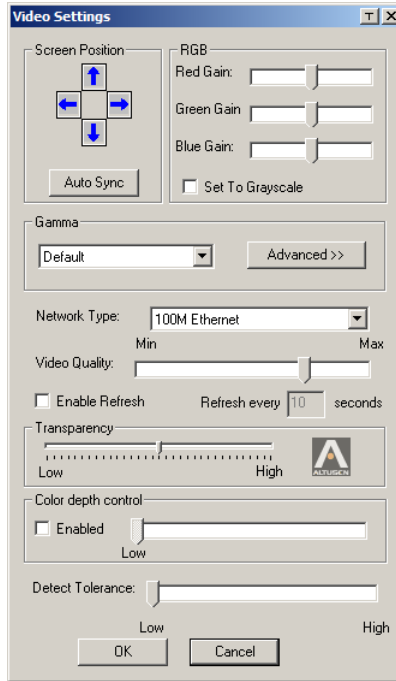 Video Settings
Screen Position
Auto Sync
RGB
Red Gain:
Green Gain
Blue Gain:
Set To Grayscale
Gamma
Default
Advanced >>
Network Type: 100M Ethernet
Min Max
Video Quality:
Enable Refresh Refresh every 10 seconds
Transparency
Low High
ALTUSEN
Color depth control
Enabled
Low
Detect Tolerance:
Low High
OK Cancel